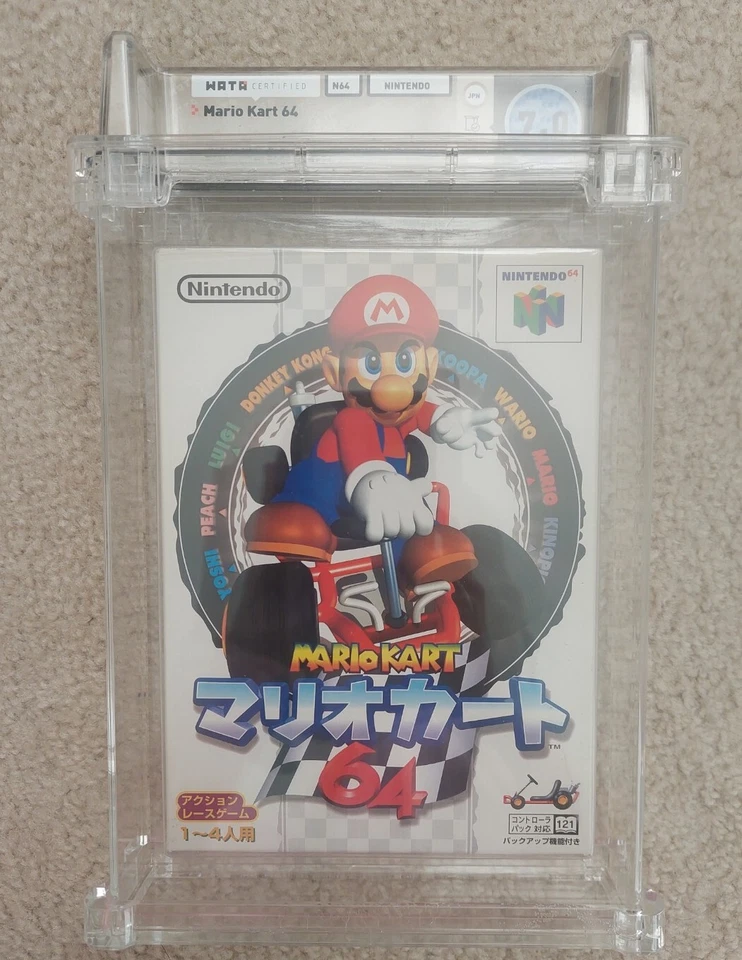 WATA CERTIFIED
N64
NINTENDO
JPN
7.0
Mario Kart 64
Nintendo
NINTENDO 64
YOSHI PEACH LUIGI DONKEY KONG KOOPA WARIO MARIO
M
MARIO KART
マリオカート
TM
64
アクション
レースゲーム
1~4人用
コントローラ
パック 対応
121
バックアップ機能付き